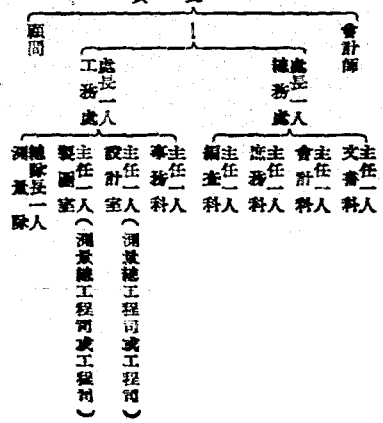 會計師
顧問
總務處
處長一人
工務處
處長一人
文書科
主任一人
會計科
主任一人
庶務科
主任一人
編查科
主任一人
事務科
主任一人
設計室
主任一人(測量總工程司或工程司)
製圖室
主任一人(測量總工程司或工程司)
測量隊
總隊長一人